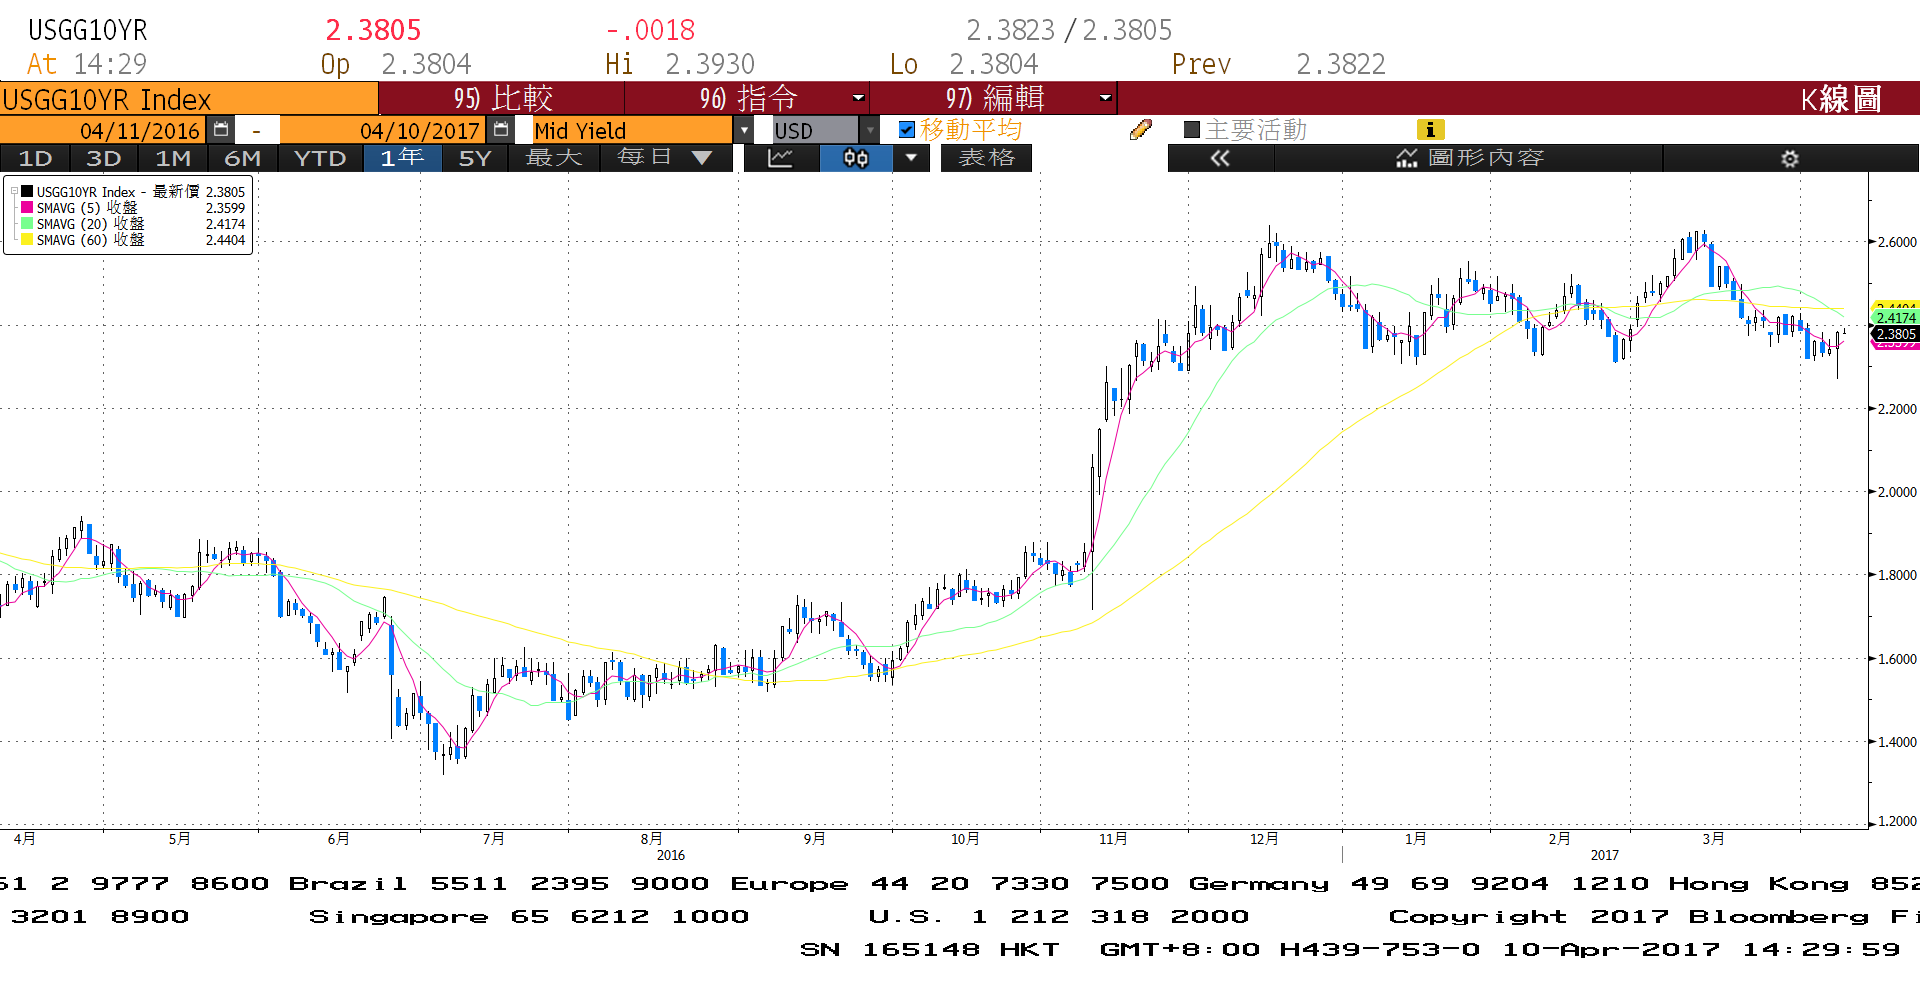 USGG10YR 2.3805 -.0018 2.3823 / 2.3805
At 14:29 Op 2.3804 Hi 2.3930 Lo 2.3804 Prev 2.3822
USGG10YR Index 95) 比較 96) 指令 97) 編輯 K線圖
04/11/2016 - 04/10/2017 Mid Yield USD 移動平均 主要活動
1D 3D 1M 6M YTD 1年 5Y 最大 每日 表格 圖形內容
USGG10YR Index - 最新價 2.3805
SMAVG (5) 收盤 2.3599
SMAVG (20) 收盤 2.4174
SMAVG (60) 收盤 2.4404
2.6000
2.4404
2.4174
2.3805
2.3599
2.2000
2.0000
1.8000
1.6000
1.4000
1.2000
4月 5月 6月 7月 8月 9月 10月 11月 12月 1月 2月 3月
2016 2017
61 2 9777 8600 Brazil 5511 2395 9000 Europe 44 20 7330 7500 Germany 49 69 9204 1210 Hong Kong 852
3201 8900 Singapore 65 6212 1000 U.S. 1 212 318 2000 Copyright 2017 Bloomberg Fi
SN 165148 HKT GMT+8:00 H439-753-0 10-Apr-2017 14:29:59